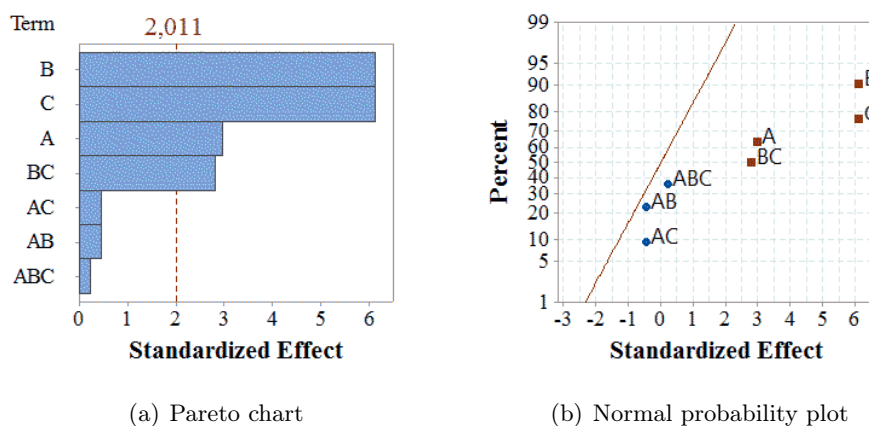 Term
2,011
B
C
A
BC
AC
AB
ABC
0 1 2 3 4 5 6
Standardized Effect
(a) Pareto chart
99
95
90
80
70
60
50
40
30
20
10
5
1
Percent
A
BC
ABC
AB
AC
-3 -2 -1 0 1 2 3 4 5 6
Standardized Effect
(b) Normal probability plot